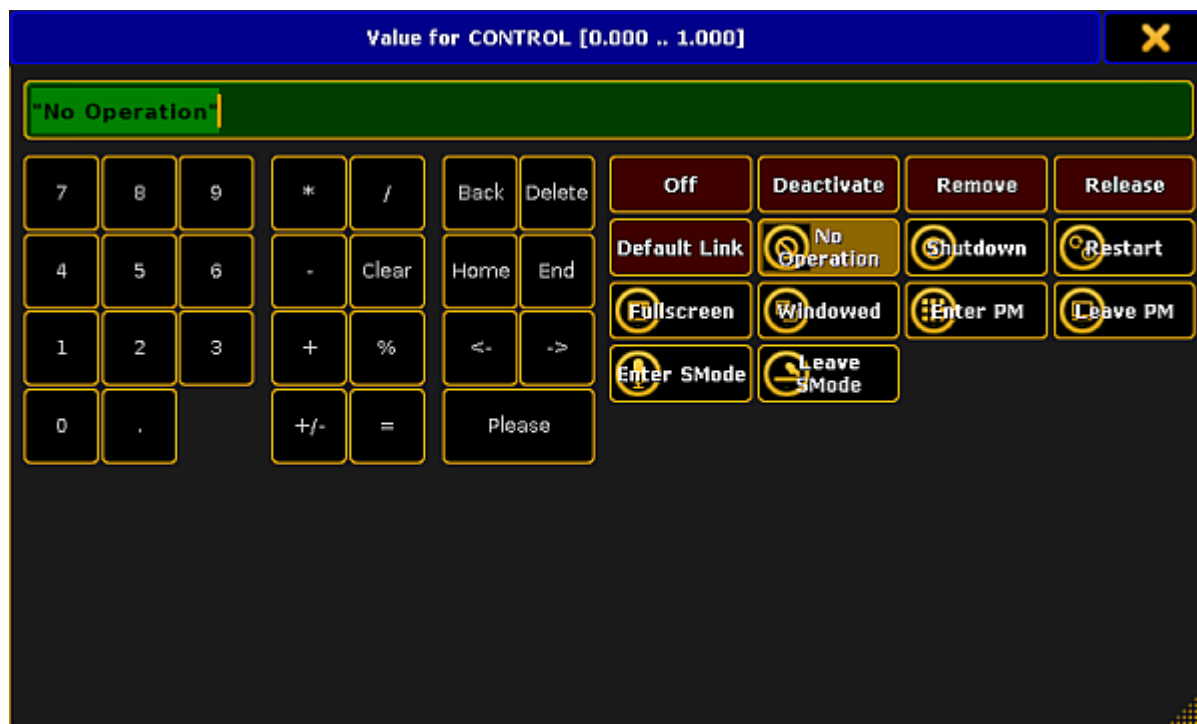 Value for CONTROL [0.000 .. 1.000]
"No Operation"
7 8 9 * / Back Delete
4 5 6 - Clear Home End
1 2 3 + % <- ->
0 . +/- = Please
Off Deactivate Remove Release
Default Link No Operation Shutdown Restart
Fullscreen Windowed Enter PM Leave PM
Enter SMode Leave SMode